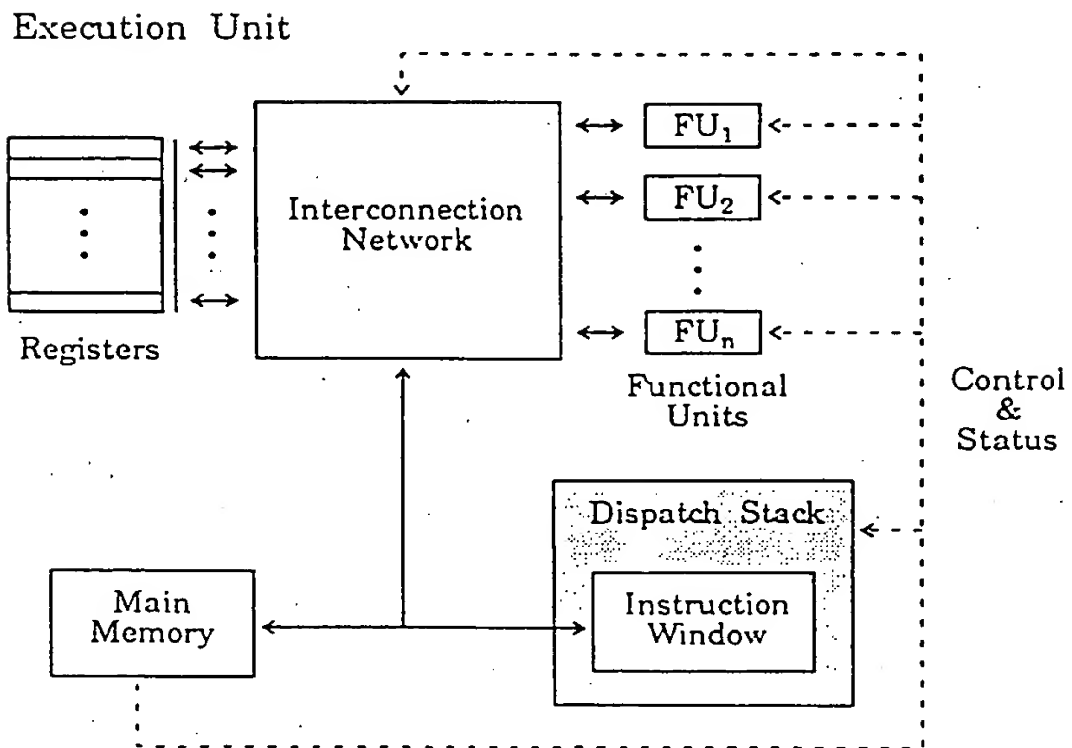 Execution Unit
FU₁
Interconnection
Network
FU₂
FUₙ
Registers
Functional
Units
Control
&
Status
Dispatch Stack
Main
Memory
Instruction
Window